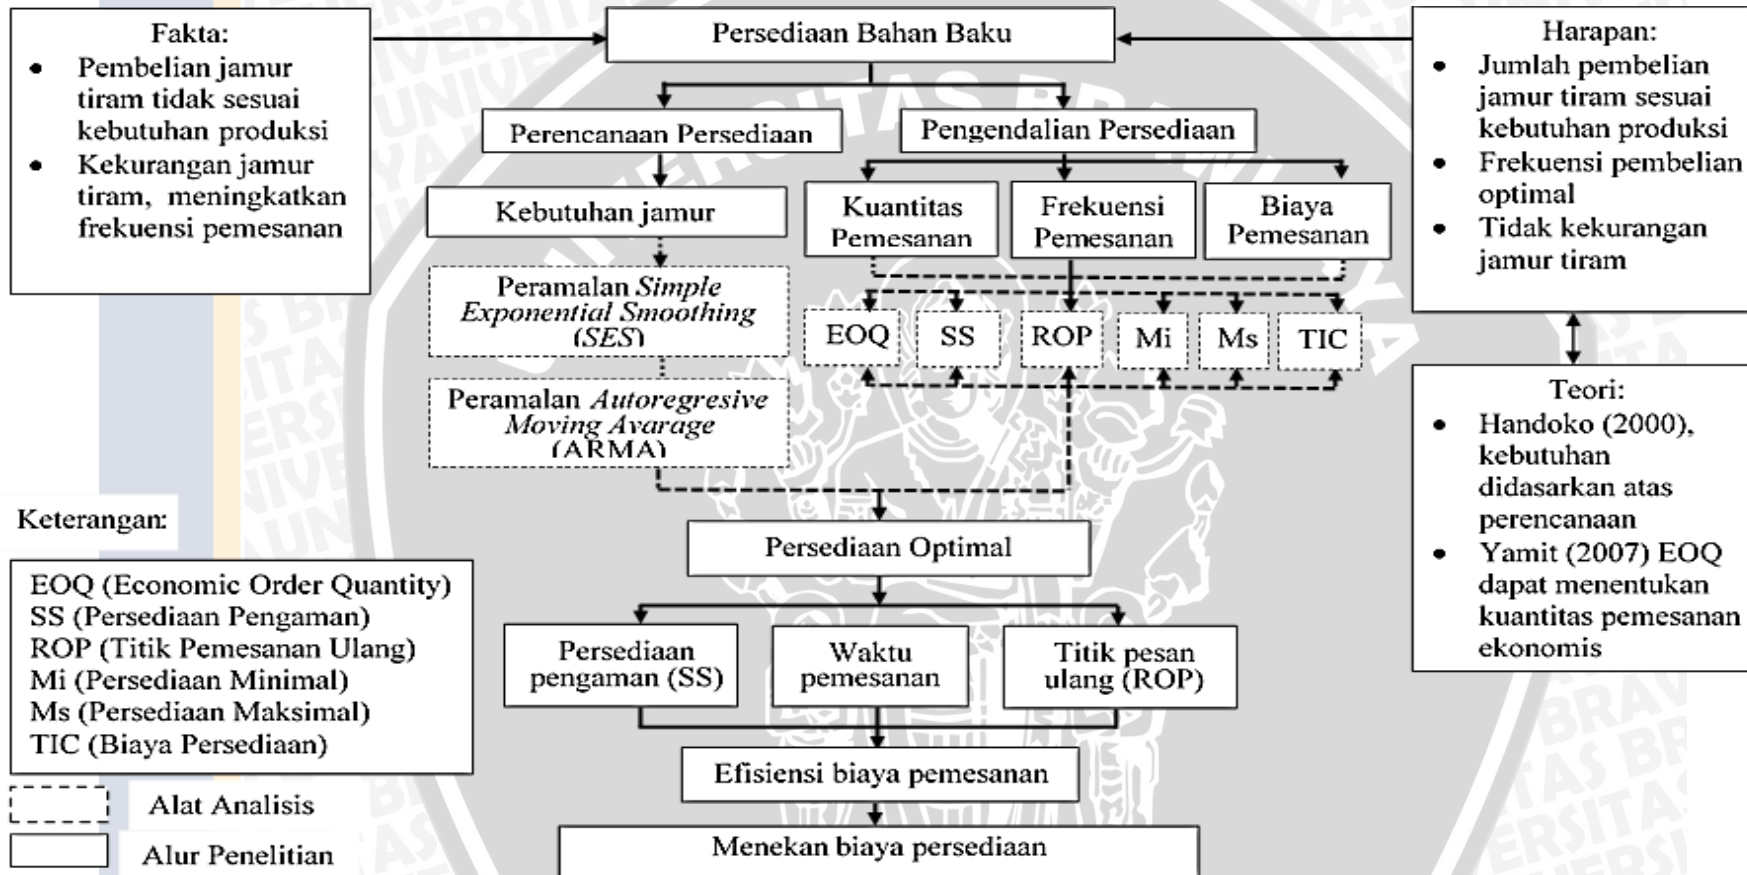 Fakta:
• Pembelian jamur
tiram tidak sesuai
kebutuhan produksi
• Kekurangan jamur
tiram, meningkatkan
frekuensi pemesanan
Persediaan Bahan Baku
Perencanaan Persediaan
Pengendalian Persediaan
Kebutuhan jamur
Kuantitas
Pemesanan
Frekuensi
Pemesanan
Biaya
Pemesanan
Peramalan Simple
Exponential Smoothing
(SES)
Peramalan Autoregresive
Moving Avarage
(ARMA)
EOQ
SS
ROP
Mi
Ms
TIC
Harapan:
• Jumlah pembelian
jamur tiram sesuai
kebutuhan produksi
• Frekuensi pembelian
optimal
• Tidak kekurangan
jamur tiram
Teori:
• Handoko (2000),
kebutuhan
didasarkan atas
perencanaan
• Yamit (2007) EOQ
dapat menentukan
kuantitas pemesanan
ekonomis
Persediaan Optimal
Persediaan
pengaman (SS)
Waktu
pemesanan
Titik pesan
ulang (ROP)
Efisiensi biaya pemesanan
Menekan biaya persediaan
Keterangan:
EOQ (Economic Order Quantity)
SS (Persediaan Pengaman)
ROP (Titik Pemesanan Ulang)
Mi (Persediaan Minimal)
Ms (Persediaan Maksimal)
TIC (Biaya Persediaan)
Alat Analisis
Alur Penelitian